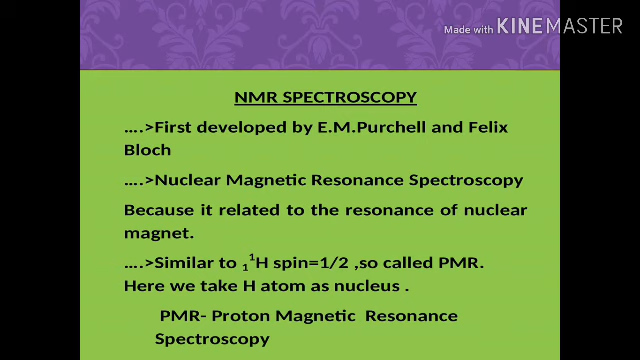 Made with KINEMASTER
NMR SPECTROSCOPY
....>First developed by E.M.Purchell and Felix
Bloch
....>Nuclear Magnetic Resonance Spectroscopy
Because it related to the resonance of nuclear
magnet.
....>Similar to ₁¹H spin=1/2 ,so called PMR.
Here we take H atom as nucleus .
PMR- Proton Magnetic Resonance
Spectroscopy